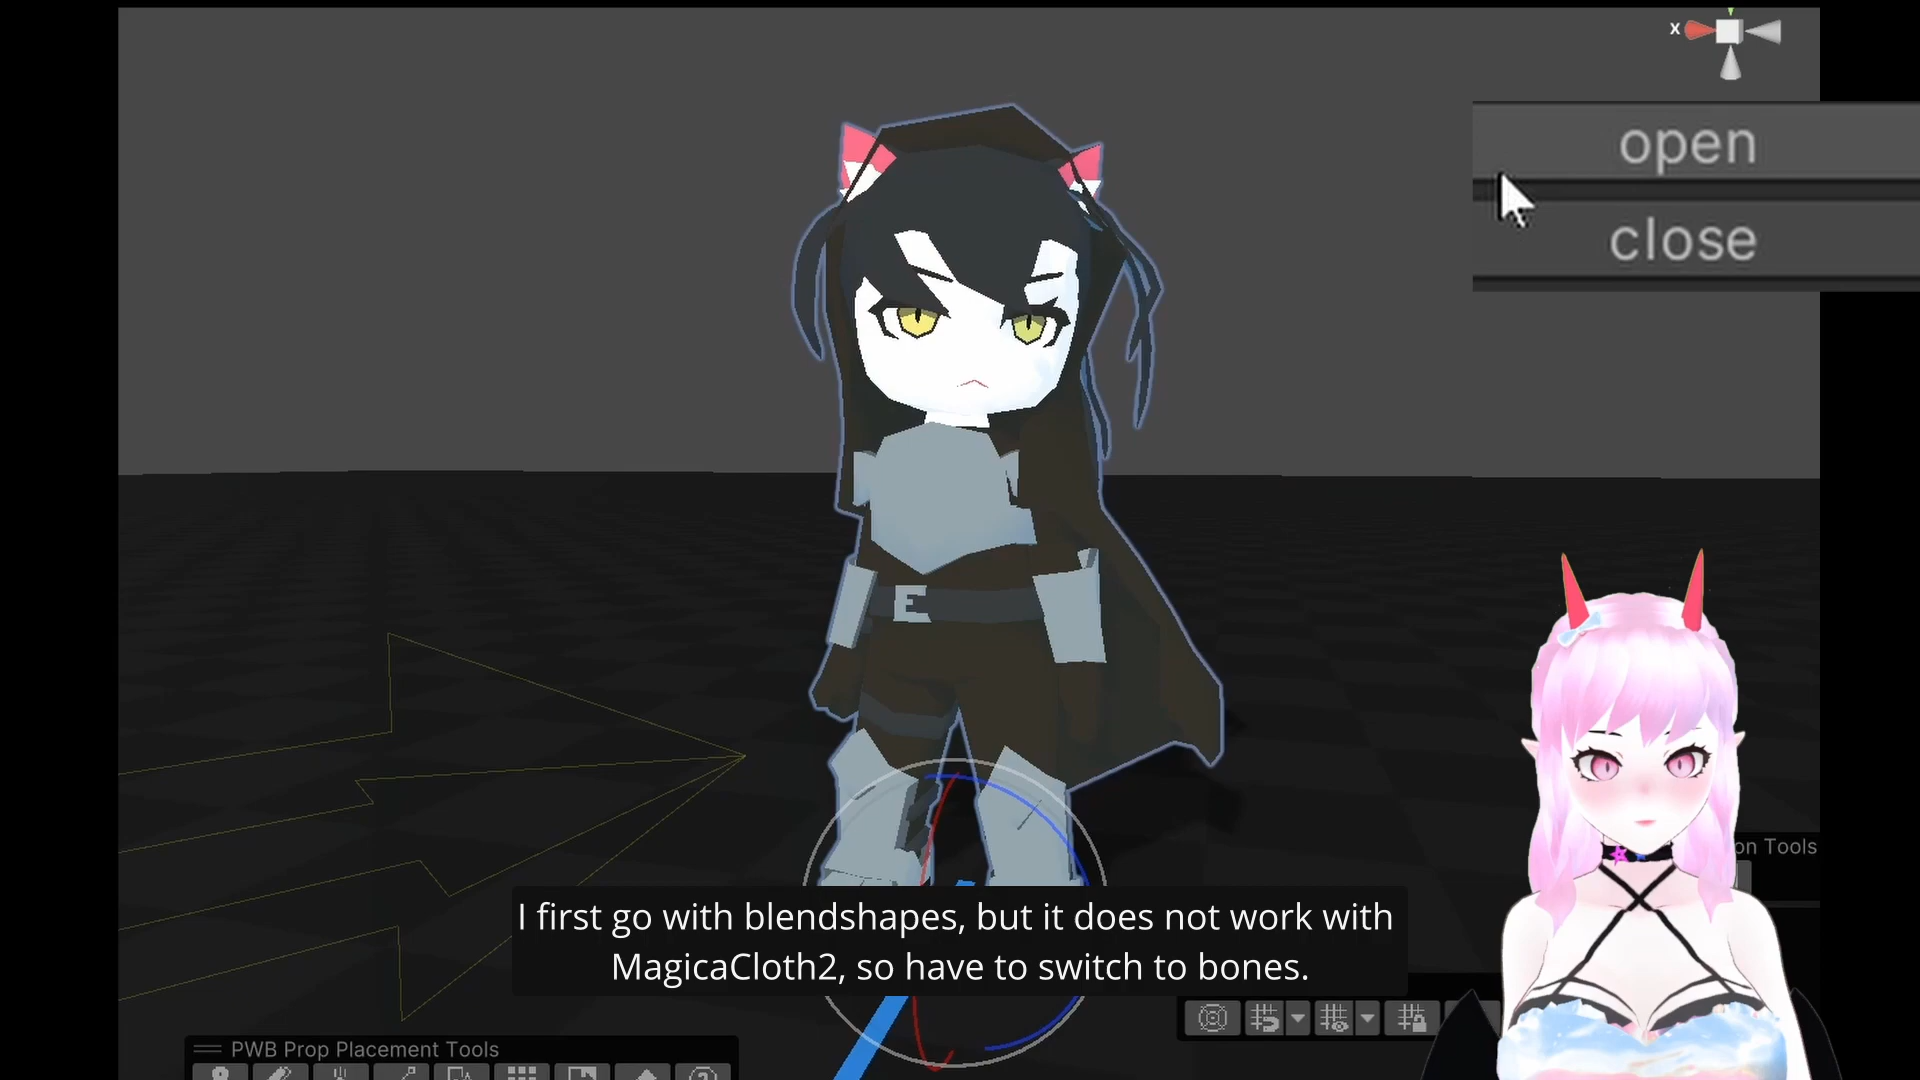 X
open
close
on Tools
I first go with blendshapes, but it does not work with
MagicaCloth2, so have to switch to bones.
PWB Prop Placement Tools